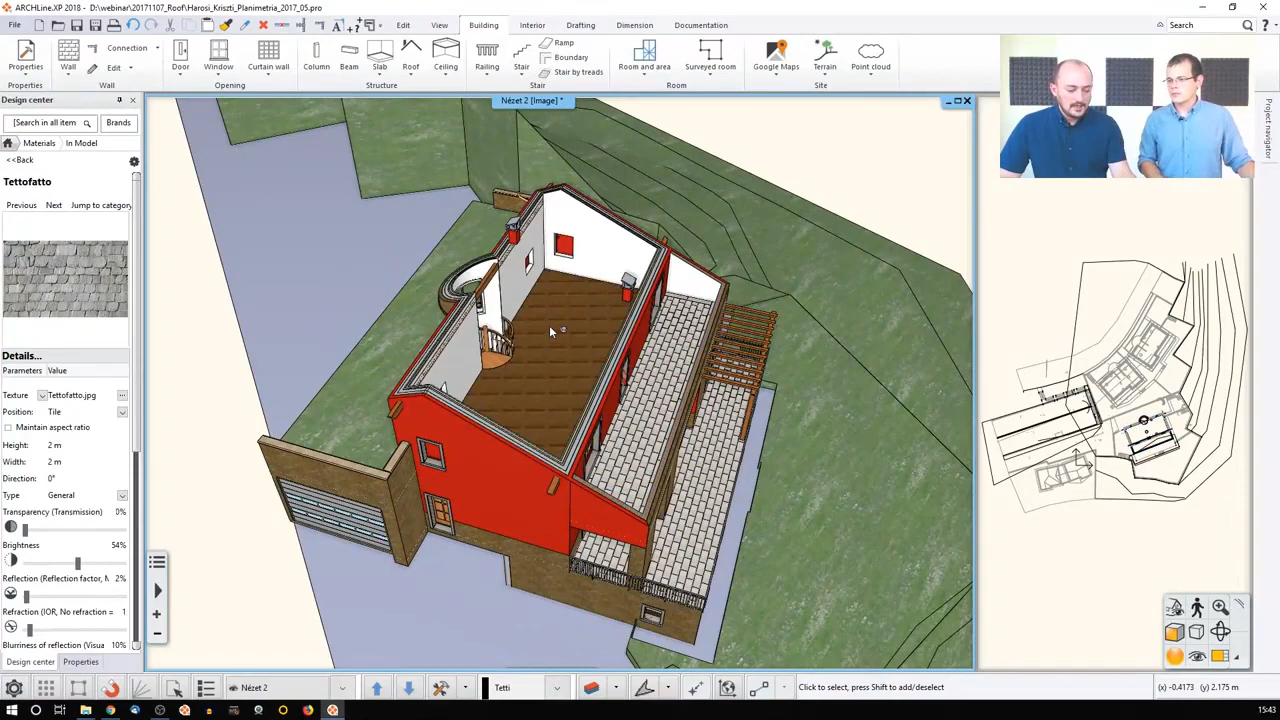 ARCHLine.XP 2018 - D:\webinar\20171107_Roof\Harosi_Kriszti_Planimetria_2017_05.pro
File
Edit
View
Building
Interior
Drafting
Dimension
Documentation
Search
Properties
Wall
Connection
Edit
Door
Window
Curtain wall
Column
Beam
Slab
Roof
Ceiling
Railing
Stair
Ramp
Boundary
Stair by treads
Room and area
Surveyed room
Google Maps
Terrain
Point cloud
Properties
Opening
Structure
Stair
Room
Site
Design center
Nézet 2 [Image] *
[Search in all item
Brands
Materials
In Model
<<Back
Tettofatto
Previous
Next
Jump to category
Details...
Parameters
Value
Texture
Tettofatto.jpg
Position:
Tile
Maintain aspect ratio
Height:
2 m
Width:
2 m
Direction:
0°
Type
General
Transparency (Transmission)
0%
Brightness
54%
Reflection (Reflection factor, M
2%
Refraction (IOR, No refraction =
1
Blurriness of reflection (Visua
10%
Design center
Properties
Project navigator
Nézet 2
Tetti
Click to select, press Shift to add/deselect
(x) -0.4173
(y) 2.175 m
15:43